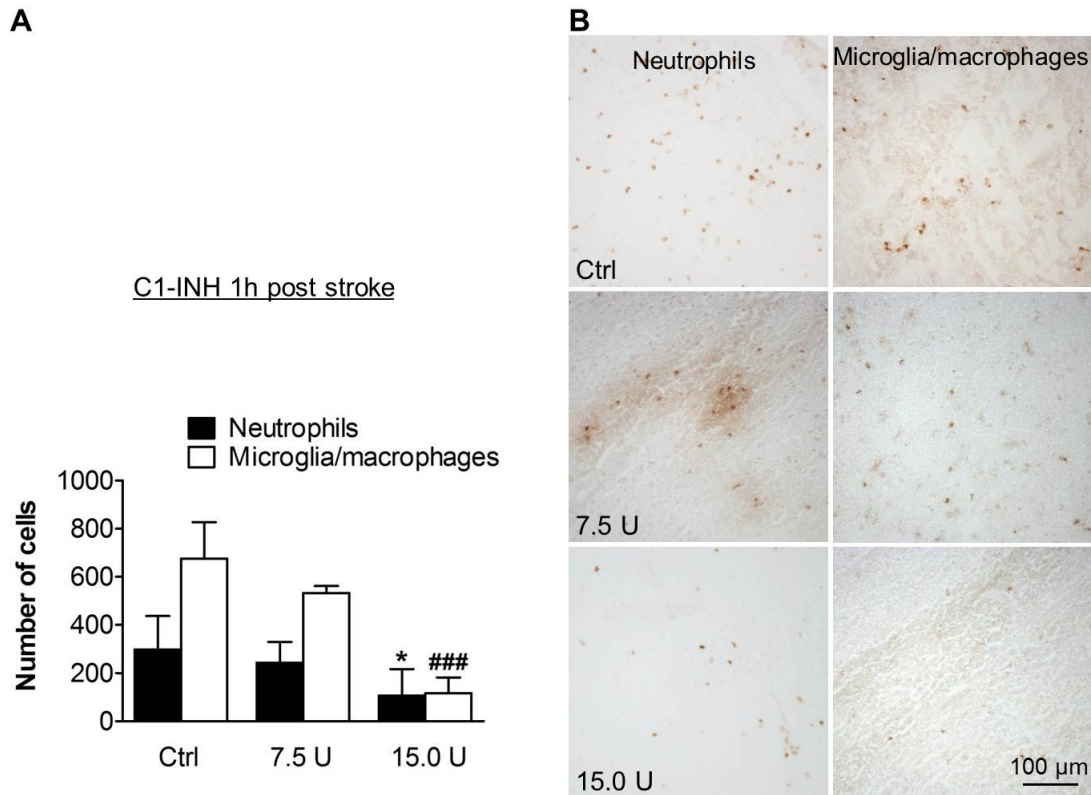 A
C1-INH 1h post stroke
Neutrophils
Microglia/macrophages
Number of cells
1000
800
600
400
200
0
* ###
Ctrl 7.5 U 15.0 U
B
Neutrophils Microglia/macrophages
Ctrl
7.5 U
15.0 U
100 µm